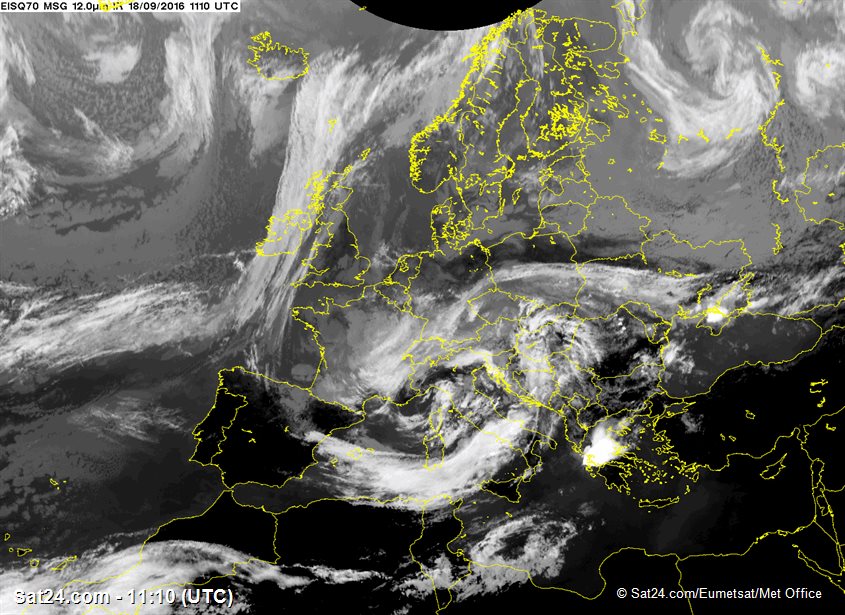 EISQ70 MSG 12.0µm IR 18/09/2016 1110 UTC
Sat24.com - 11:10 (UTC)
© Sat24.com/Eumetsat/Met Office